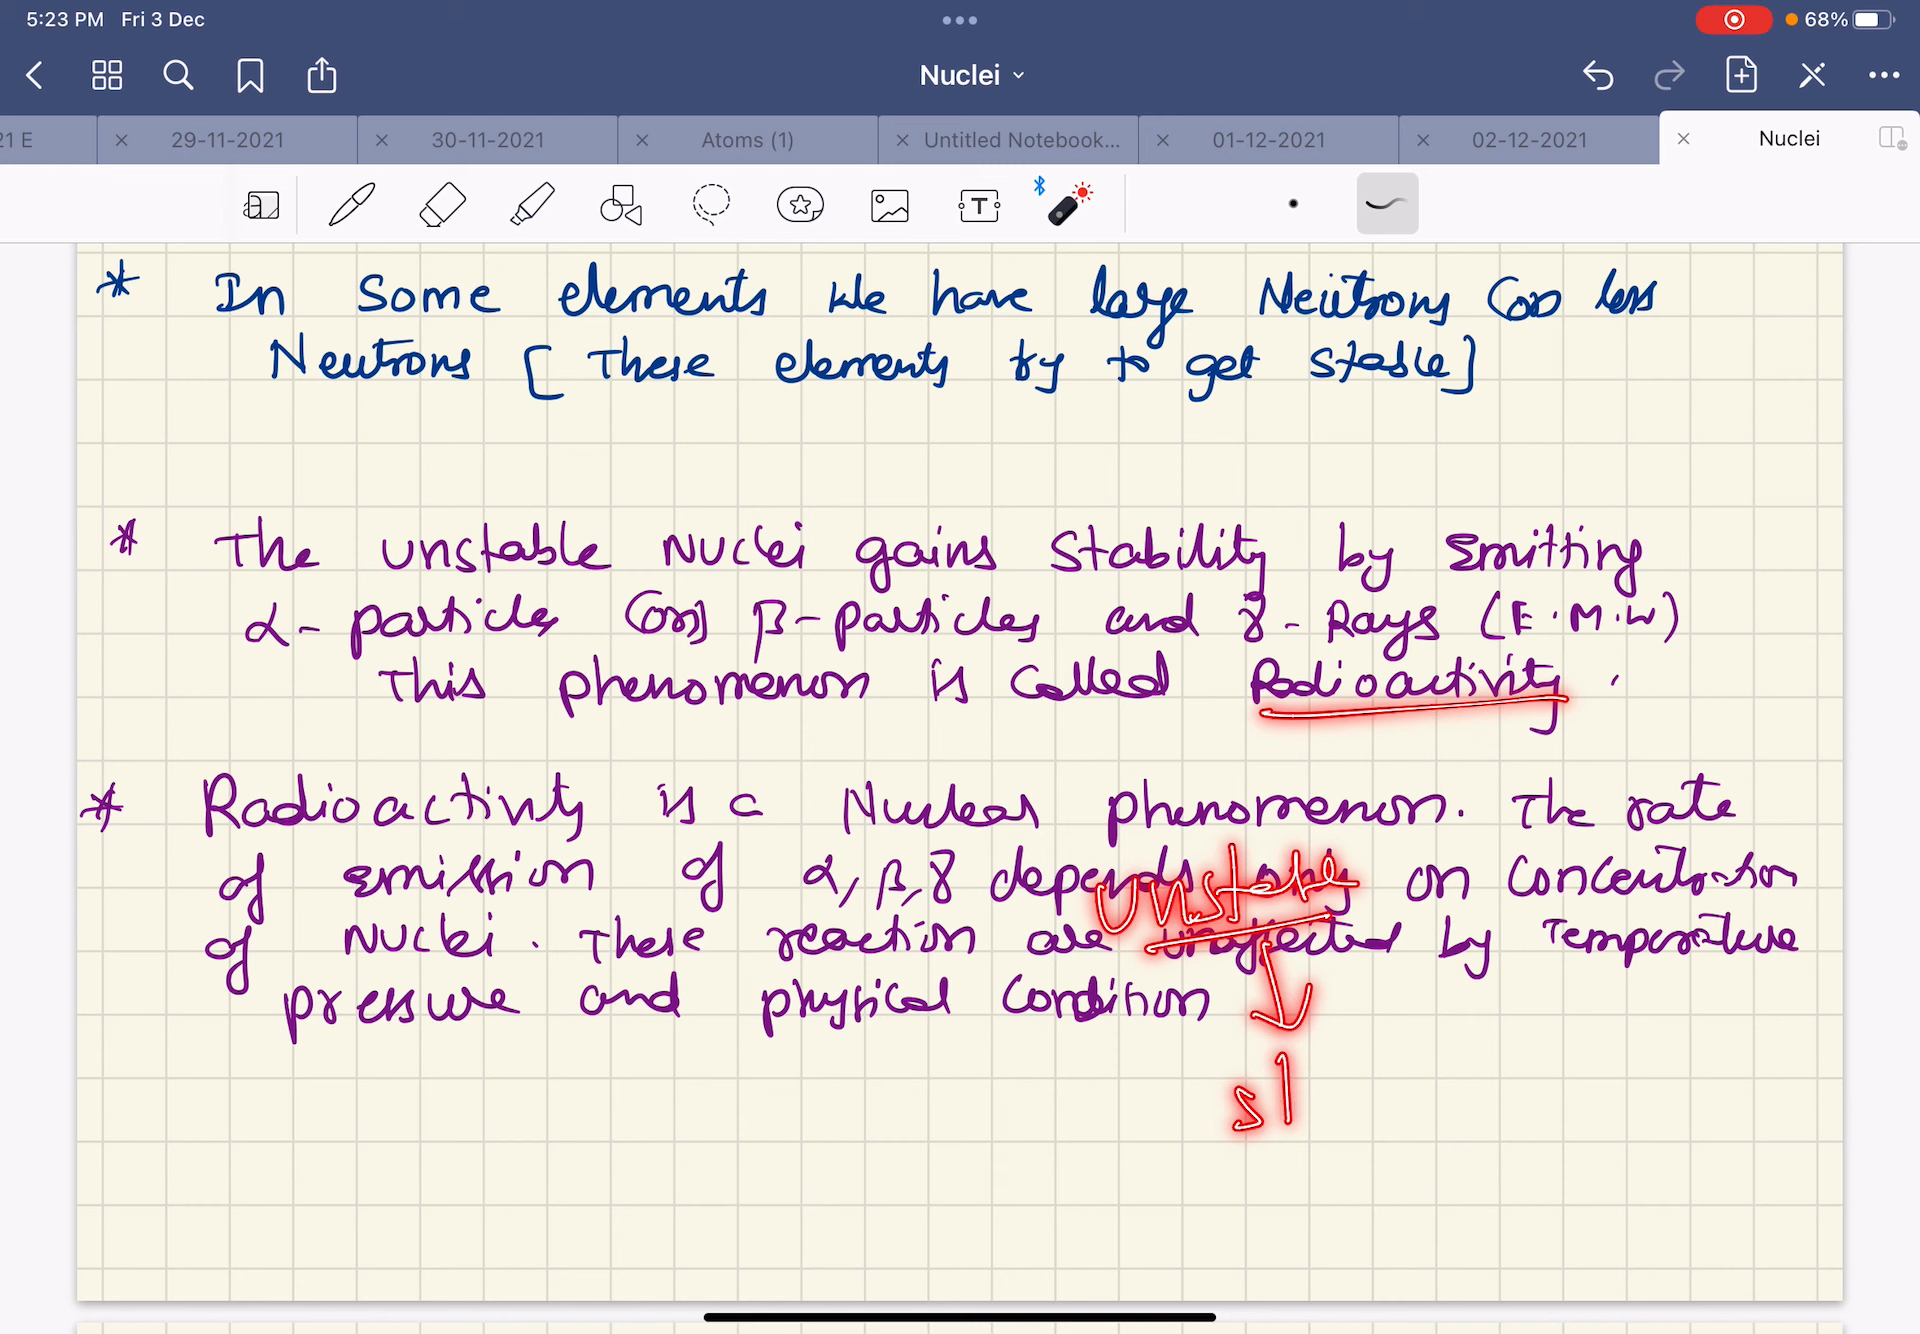 5:23 PM Fri 3 Dec
68%
Nuclei
21 E
29-11-2021
30-11-2021
Atoms (1)
Untitled Notebook...
01-12-2021
02-12-2021
Nuclei
* In Some elements We have large Neutrons (or) less
Neutrons [ These elements try to get stable]
* The unstable Nuclei gains Stability by Emitting
α- particles (or) β-Particles and γ- Rays (E.M.W)
This phenomenon is Called Radioactivity .
* Radioactivity is a Nuclear phenomenon. The rate
of Emission of α, β, γ depends only on Concentration
Unstable
of Nuclei. These reaction are unaffected by Temperature
pressure and physical Condition